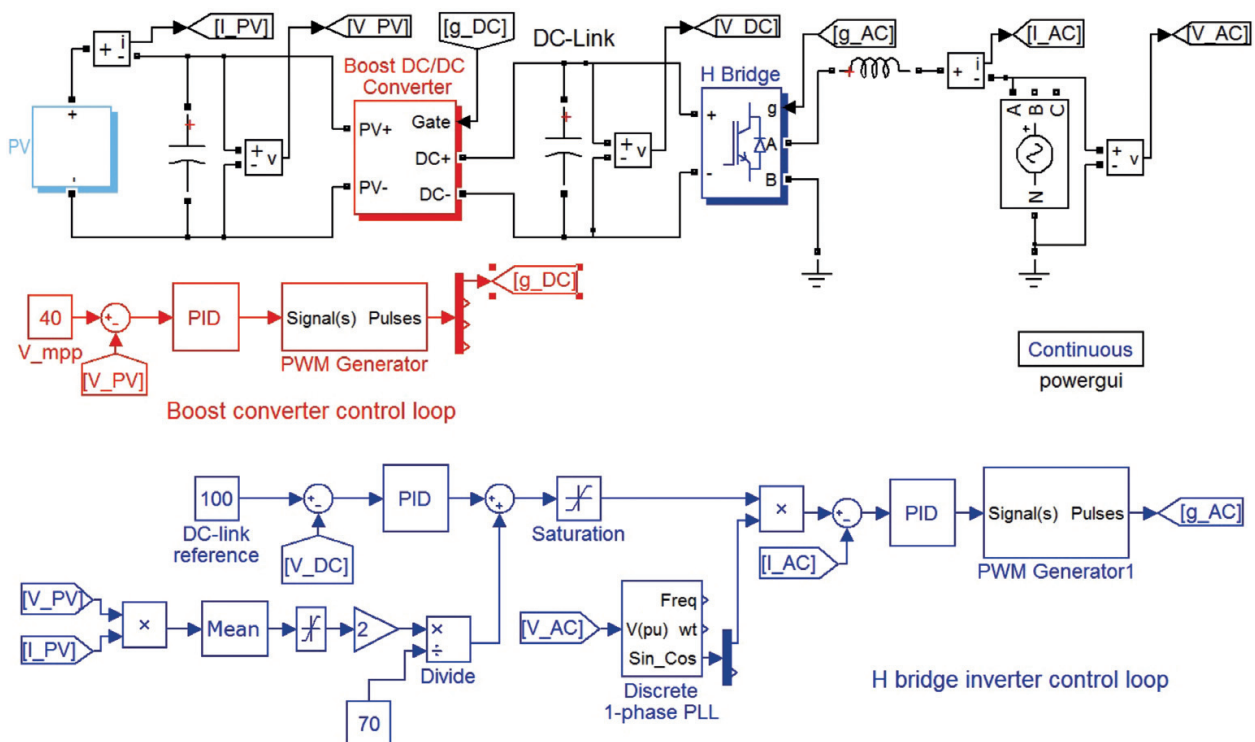 [I_PV]
[V_PV]
[g_DC]
DC-Link
[V_DC]
[g_AC]
[I_AC]
[V_AC]
+
-
i
PV
+
-
+
+
-
v
Boost DC/DC
Converter
PV+
PV-
Gate
DC+
DC-
+
+
-
v
H Bridge
+
-
g
A
B
+
+
-
i
A
B
C
+
N
+
-
v
40
V_mpp
+
-
[V_PV]
PID
Signal(s) Pulses
PWM Generator
[g_DC]
Boost converter control loop
Continuous
powergui
100
DC-link
reference
+
-
[V_DC]
PID
+
+
Saturation
×
+
-
[I_AC]
PID
Signal(s) Pulses
PWM Generator1
[g_AC]
[V_PV]
[I_PV]
×
Mean
2
×
÷
Divide
70
[V_AC]
Freq
V(pu) wt
Sin_Cos
Discrete
1-phase PLL
H bridge inverter control loop